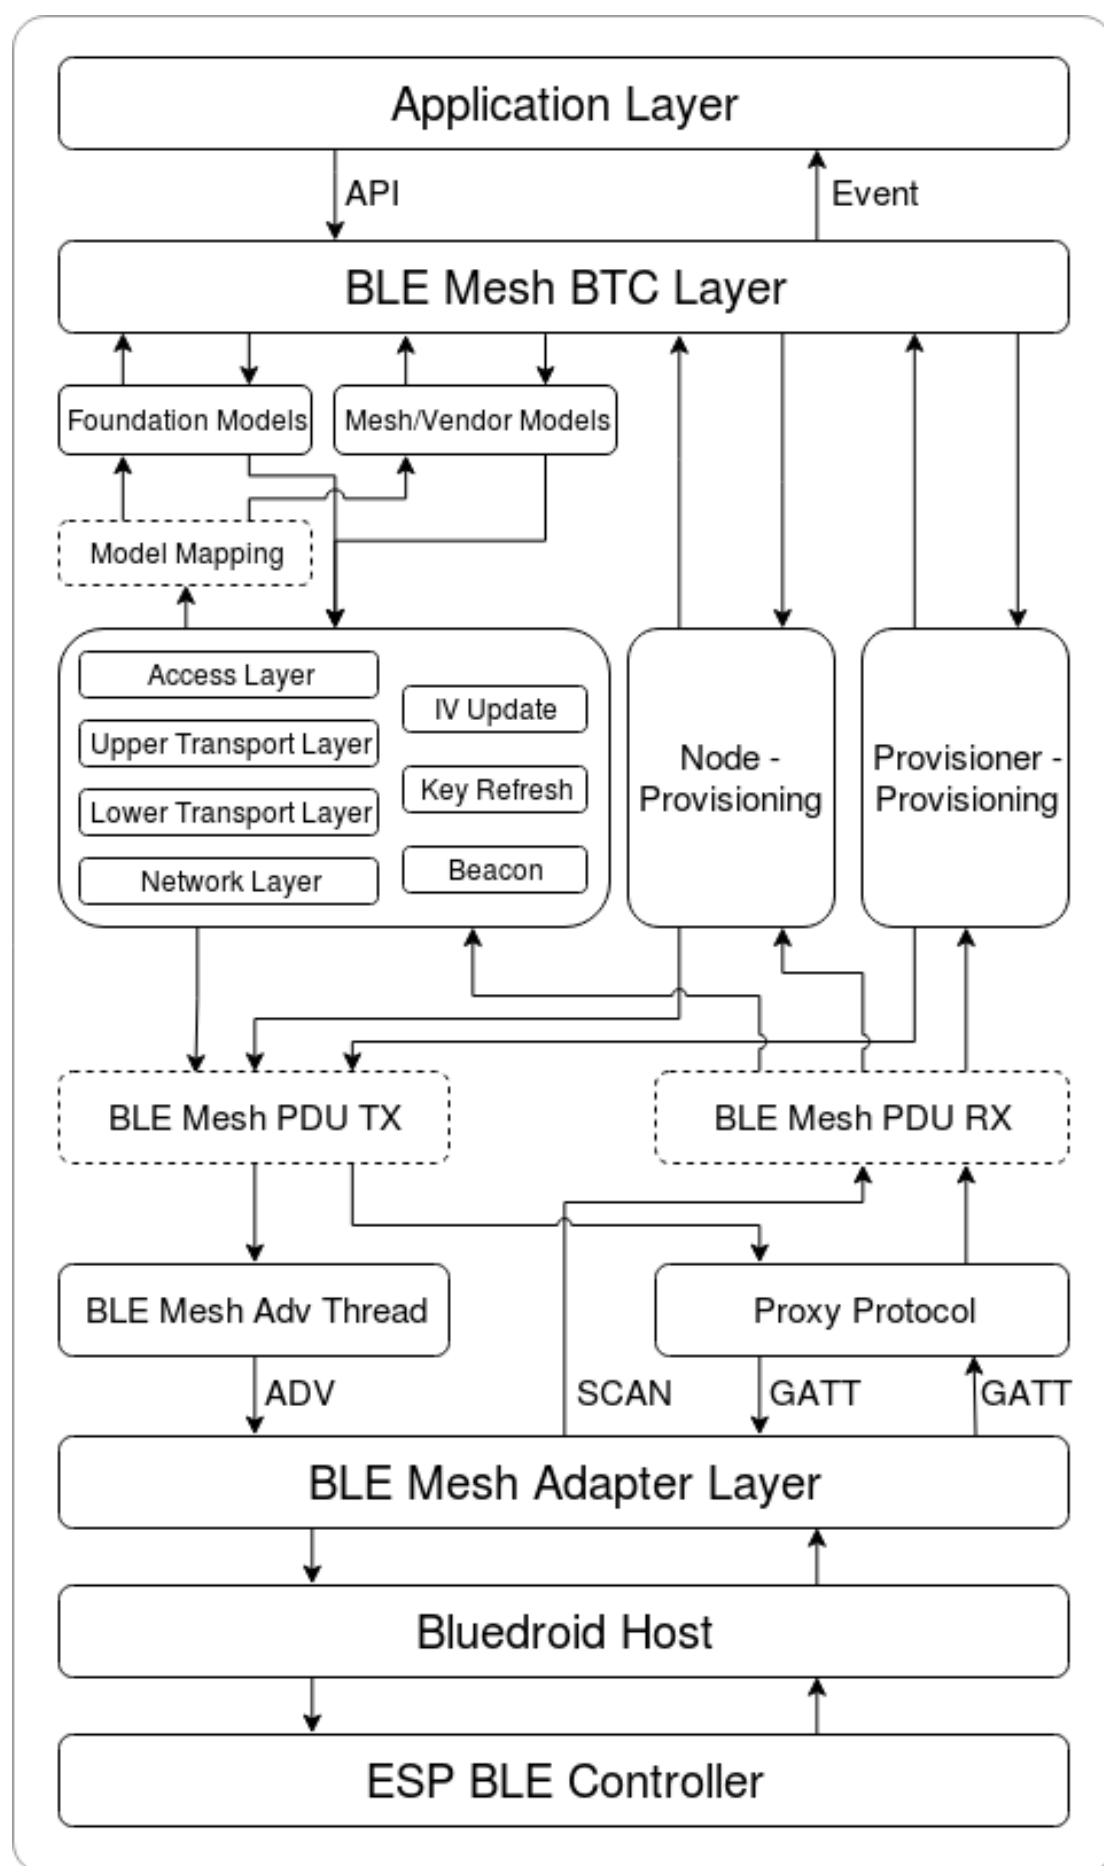 Application Layer
API
Event
BLE Mesh BTC Layer
Foundation Models
Mesh/Vendor Models
Model Mapping
Access Layer
Upper Transport Layer
Lower Transport Layer
Network Layer
IV Update
Key Refresh
Beacon
Node -
Provisioning
Provisioner -
Provisioning
BLE Mesh PDU TX
BLE Mesh PDU RX
BLE Mesh Adv Thread
Proxy Protocol
ADV
SCAN
GATT
GATT
BLE Mesh Adapter Layer
Bluedroid Host
ESP BLE Controller